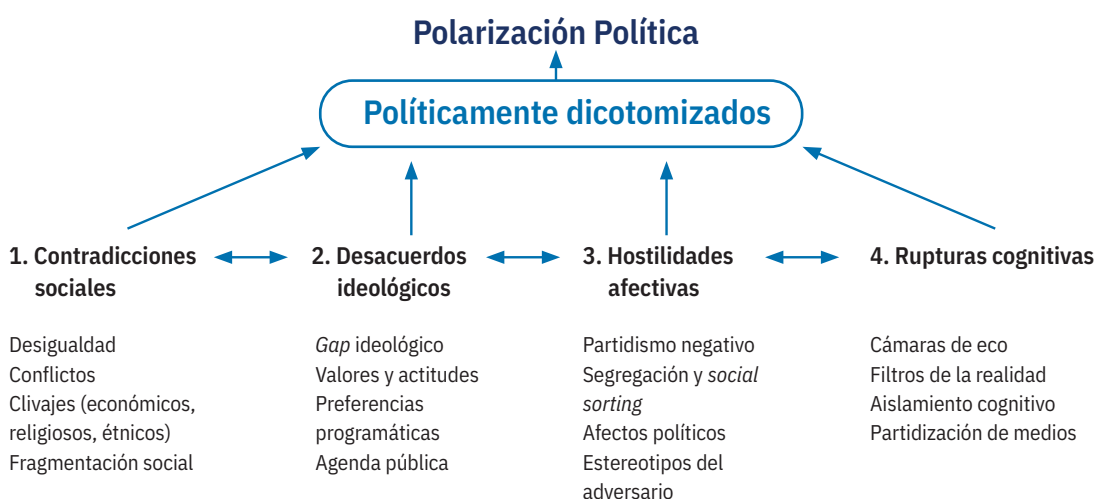 Polarización Política
Políticamente dicotomizados
1. Contradicciones
sociales
2. Desacuerdos
ideológicos
3. Hostilidades
afectivas
4. Rupturas cognitivas
Desigualdad
Conflictos
Clivajes (económicos,
religiosos, étnicos)
Fragmentación social
Gap ideológico
Valores y actitudes
Preferencias
programáticas
Agenda pública
Partidismo negativo
Segregación y social
sorting
Afectos políticos
Estereotipos del
adversario
Cámaras de eco
Filtros de la realidad
Aislamiento cognitivo
Partidización de medios